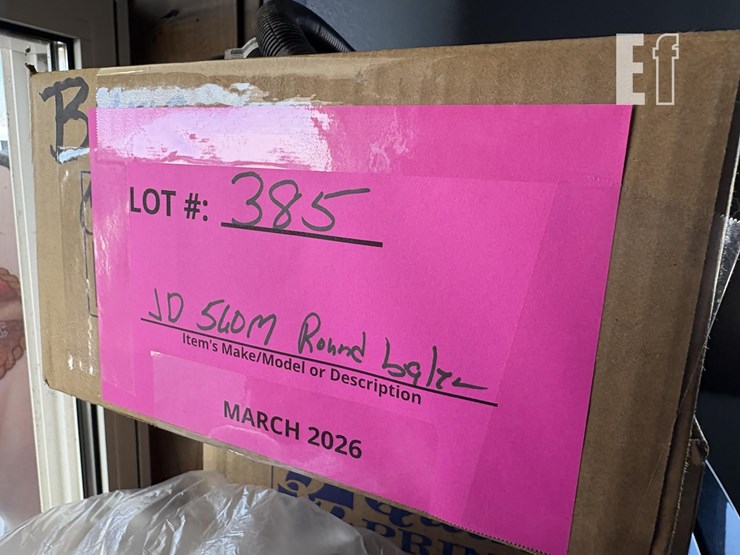 Ef
B
LOT #: 385
JD 560M Round baler
Item's Make/Model or Description
MARCH 2026